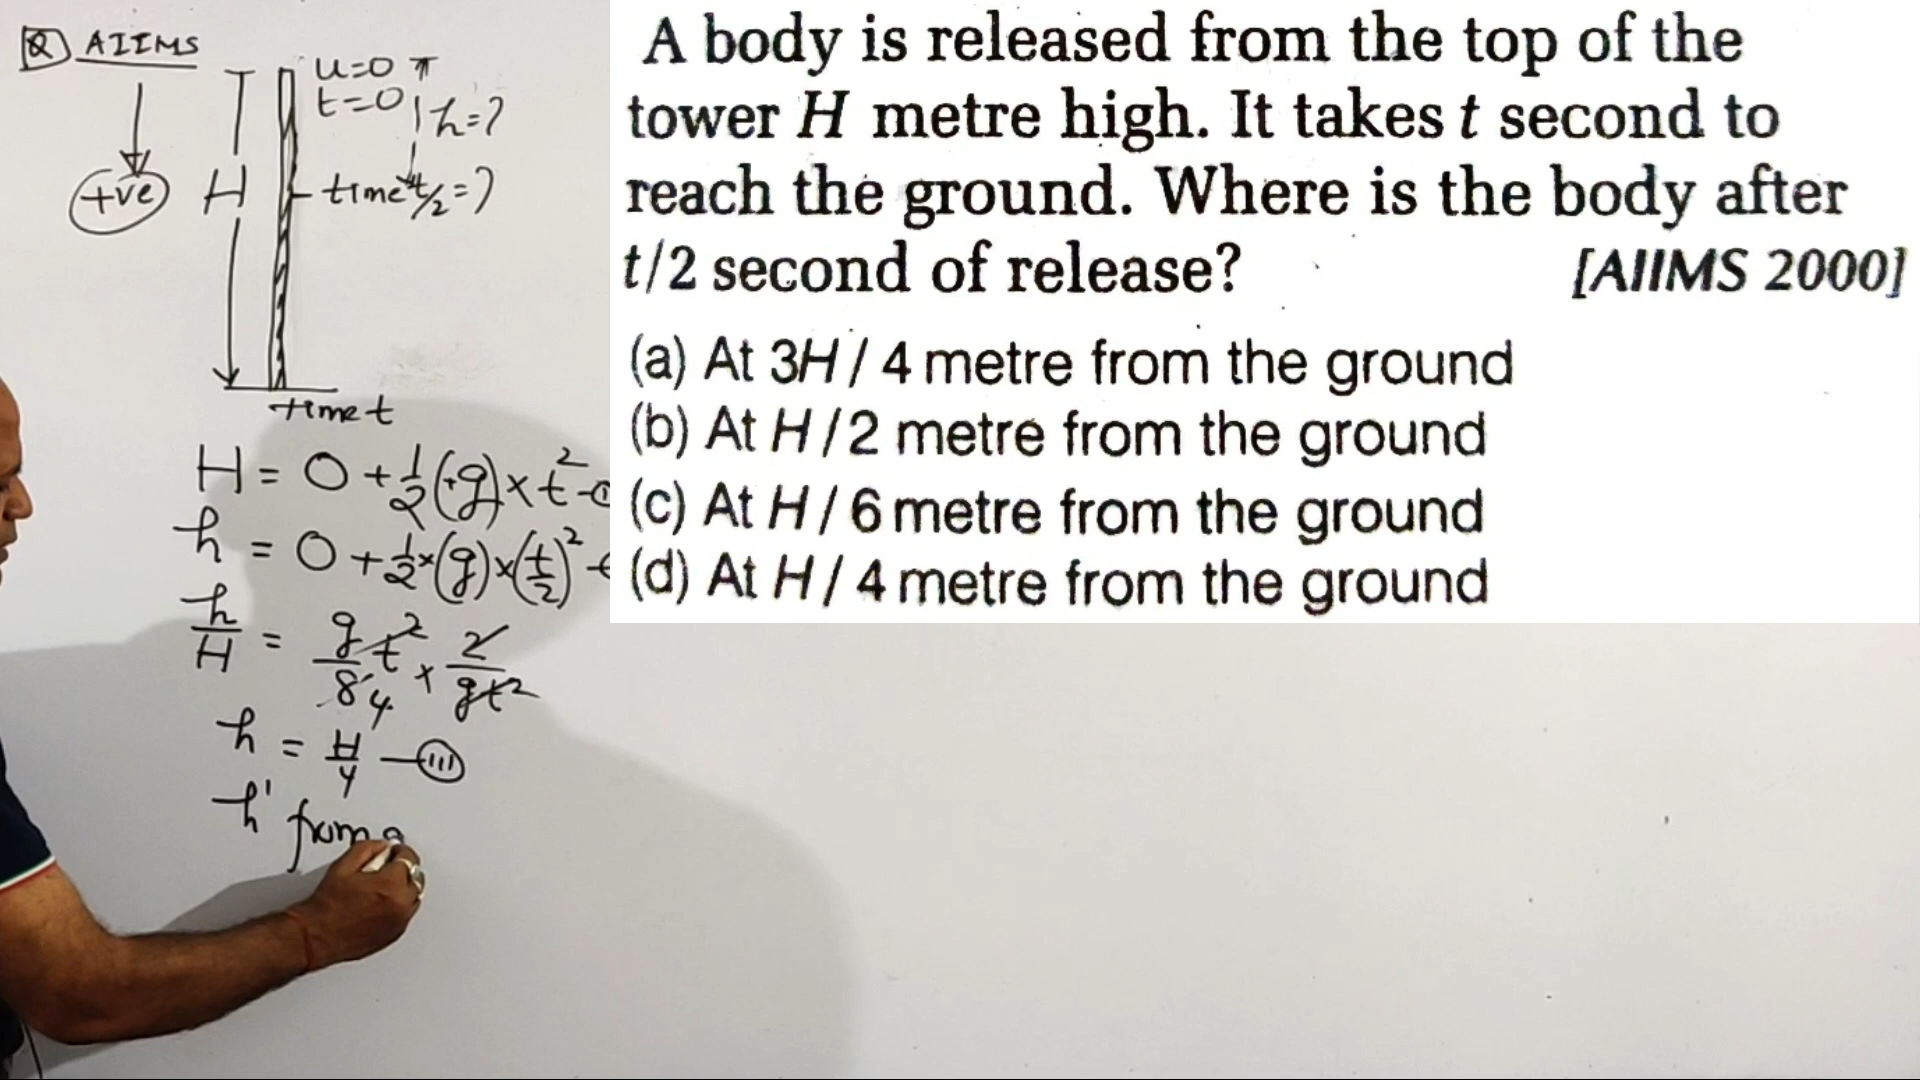 Q AIIMS
u=0
t=0
h=?
+ve
H
time t/2 = ?
time t
H = 0 + 1/2 (+g) × t² - ①
h = 0 + 1/2 × (g) × (t/2)² -
h/H = g/8 t² × 2/gt²
4
h = H/4 - (III)
h' from
A body is released from the top of the
tower H metre high. It takes t second to
reach the ground. Where is the body after
t/2 second of release? [AIIMS 2000]
(a) At 3H/4 metre from the ground
(b) At H/2 metre from the ground
(c) At H/6 metre from the ground
(d) At H/4 metre from the ground